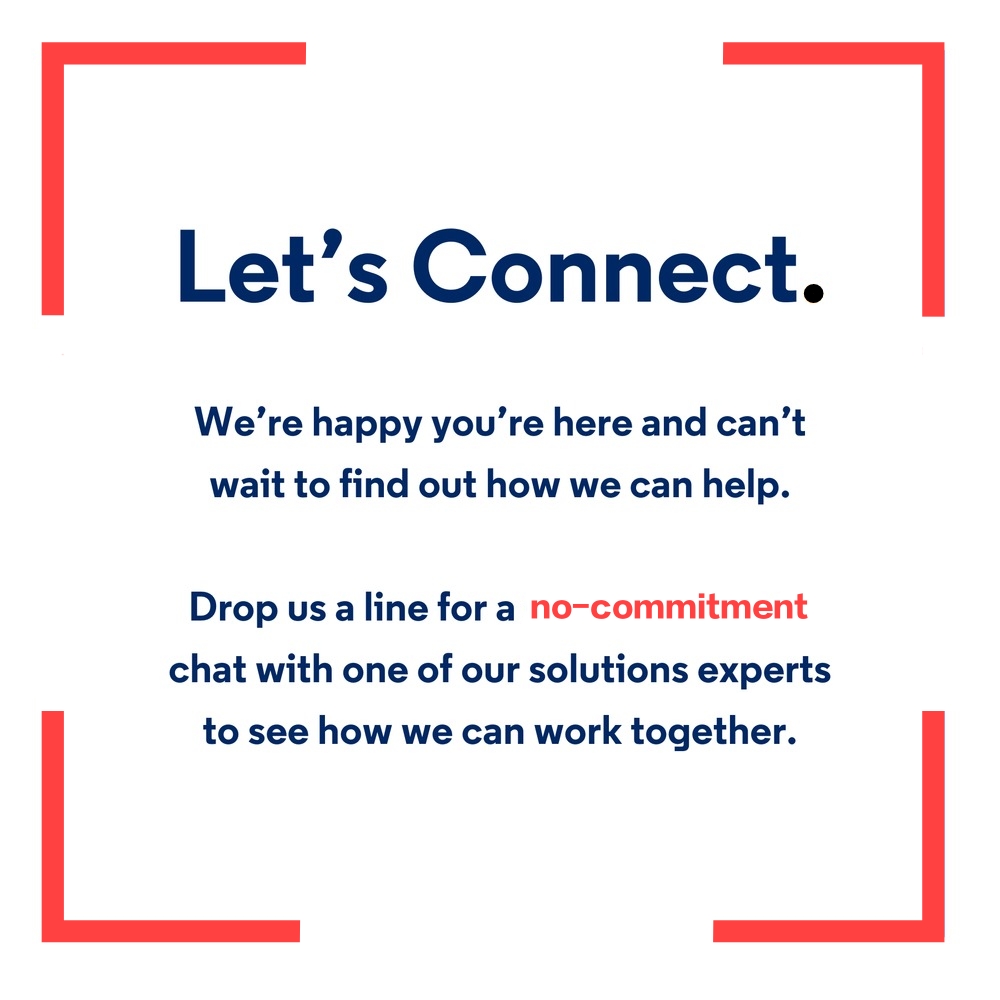 Let’s Connect.
We’re happy you’re here and can’t
wait to find out how we can help.
Drop us a line for a no-commitment
chat with one of our solutions experts
to see how we can work together.